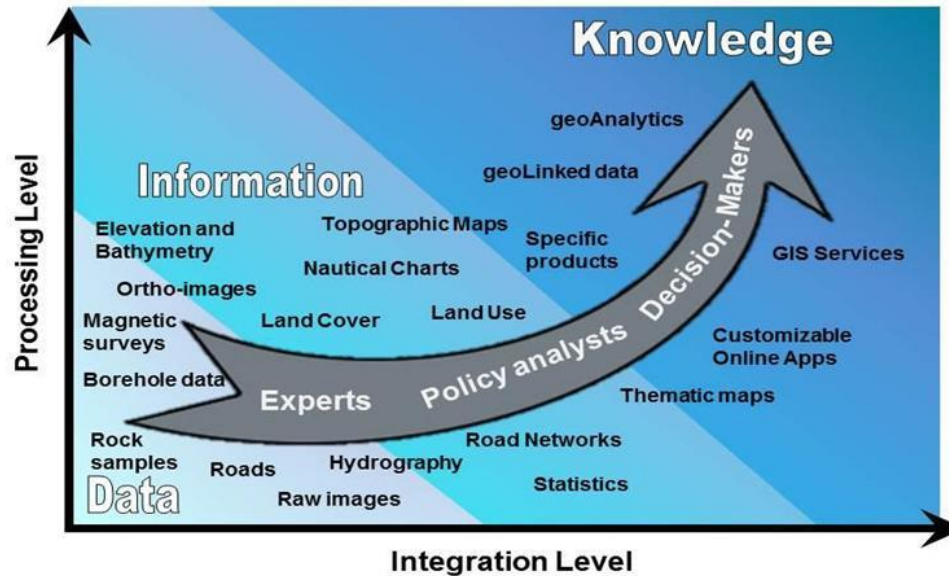 Knowledge
geoAnalytics
geoLinked data
Information
Elevation and
Bathymetry
Topographic Maps
Specific
products
Nautical Charts
GIS Services
Ortho-images
Magnetic
surveys
Land Cover
Land Use
Customizable
Online Apps
Borehole data
Thematic maps
Experts
Policy analysts
Decision-Makers
Rock
samples
Roads
Hydrography
Road Networks
Raw images
Statistics
Data
Processing Level
Integration Level